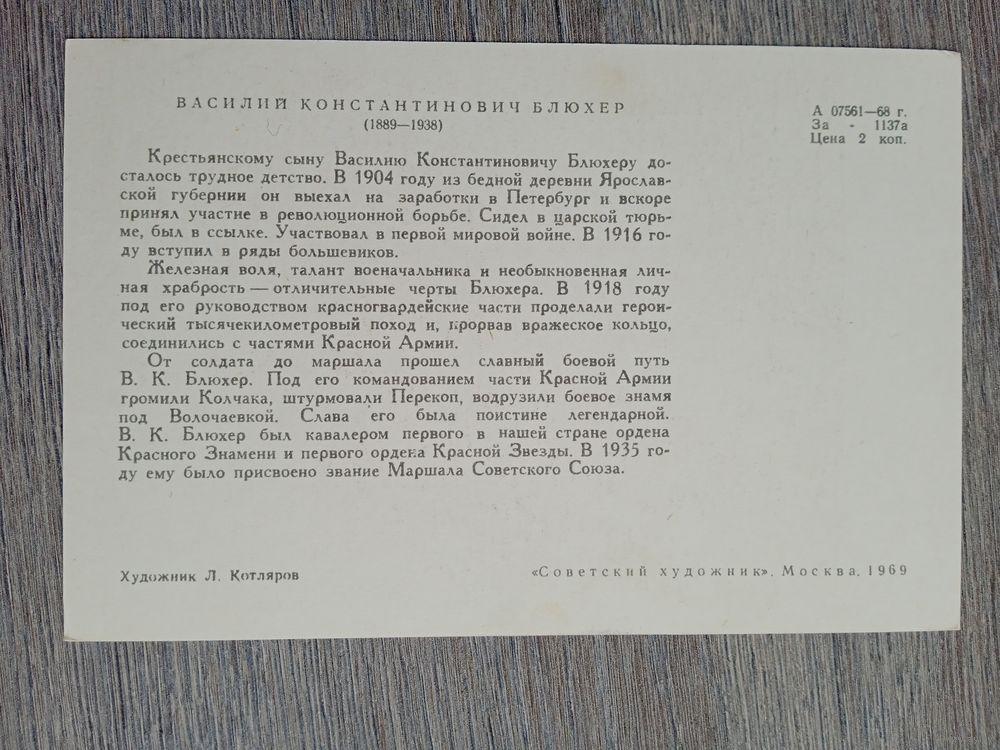 ВАСИЛИЙ КОНСТАНТИНОВИЧ БЛЮХЕР
(1889—1938)
А 07561—68 г.
За - 1137а
Цена 2 коп.
Крестьянскому сыну Василию Константиновичу Блюхеру до-
сталось трудное детство. В 1904 году из бедной деревни Ярослав-
ской губернии он выехал на заработки в Петербург и вскоре
принял участие в революционной борьбе. Сидел в царской тюрь-
ме, был в ссылке. Участвовал в первой мировой войне. В 1916 го-
ду вступил в ряды большевиков.
Железная воля, талант военачальника и необыкновенная лич-
ная храбрость — отличительные черты Блюхера. В 1918 году
под его руководством красногвардейские части проделали герои-
ческий тысячекилометровый поход и, прорвав вражеское кольцо,
соединились с частями Красной Армии.
От солдата до маршала прошел славный боевой путь
В. К. Блюхер. Под его командованием части Красной Армии
громили Колчака, штурмовали Перекоп, водрузили боевое знамя
под Волочаевкой. Слава его была поистине легендарной.
В. К. Блюхер был кавалером первого в нашей стране ордена
Красного Знамени и первого ордена Красной Звезды. В 1935 го-
ду ему было присвоено звание Маршала Советского Союза.
Художник Л. Котляров
«Советский художник». Москва. 1969